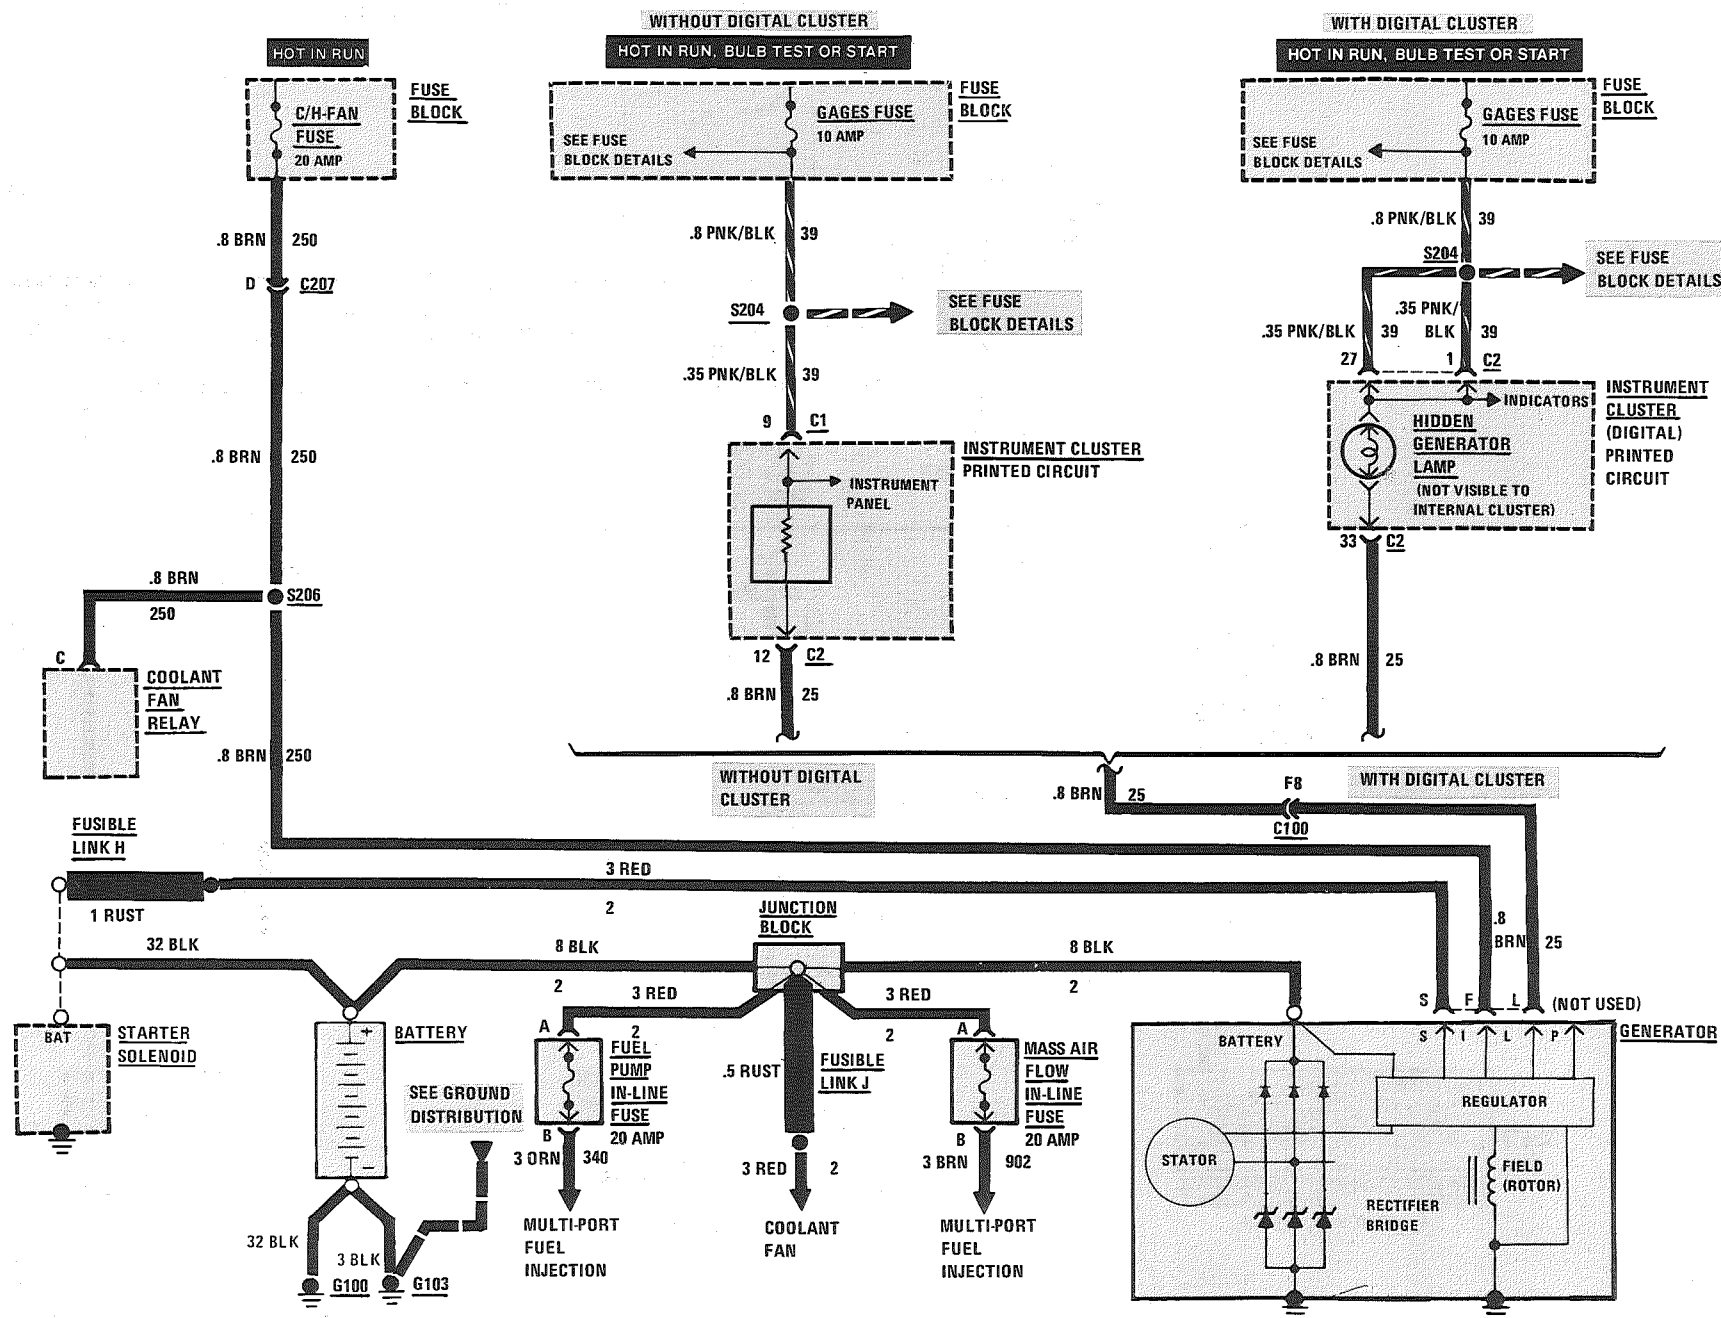 WITHOUT DIGITAL CLUSTER
WITH DIGITAL CLUSTER
HOT IN RUN
HOT IN RUN, BULB TEST OR START
HOT IN RUN, BULB TEST OR START
C/H-FAN
FUSE
20 AMP
FUSE
BLOCK
GAGES FUSE
10 AMP
SEE FUSE
BLOCK DETAILS
FUSE
BLOCK
GAGES FUSE
10 AMP
SEE FUSE
BLOCK DETAILS
FUSE
BLOCK
.8 BRN 250
D C207
.8 PNK/BLK 39
S204
SEE FUSE
BLOCK DETAILS
.8 PNK/BLK 39
S204
SEE FUSE
BLOCK DETAILS
.35 PNK/BLK 39
.35 PNK/
BLK 39
27 1 C2
.35 PNK/BLK 39
9 C1
INSTRUMENT CLUSTER
PRINTED CIRCUIT
INSTRUMENT
PANEL
INDICATORS
HIDDEN
GENERATOR
LAMP
(NOT VISIBLE TO
INTERNAL CLUSTER)
INSTRUMENT
CLUSTER
(DIGITAL)
PRINTED
CIRCUIT
33 C2
.8 BRN 250
.8 BRN
250
S206
C
COOLANT
FAN
RELAY
12 C2
.8 BRN 25
.8 BRN 25
.8 BRN 250
WITHOUT DIGITAL
CLUSTER
WITH DIGITAL CLUSTER
.8 BRN 25
F8
C100
FUSIBLE
LINK H
1 RUST
3 RED
2
JUNCTION
BLOCK
32 BLK
8 BLK
2
8 BLK
2
.8
BRN 25
3 RED
2
3 RED
2
S F L (NOT USED)
S I L P
GENERATOR
BAT
STARTER
SOLENOID
BATTERY
+
−
A
FUEL
PUMP
IN-LINE
FUSE
20 AMP
B
.5 RUST
FUSIBLE
LINK J
A
MASS AIR
FLOW
IN-LINE
FUSE
20 AMP
B
BATTERY
REGULATOR
STATOR
FIELD
(ROTOR)
RECTIFIER
BRIDGE
SEE GROUND
DISTRIBUTION
3 ORN 340
3 RED 2
3 BRN 902
MULTI-PORT
FUEL
INJECTION
COOLANT
FAN
MULTI-PORT
FUEL
INJECTION
32 BLK
3 BLK
G100
G103